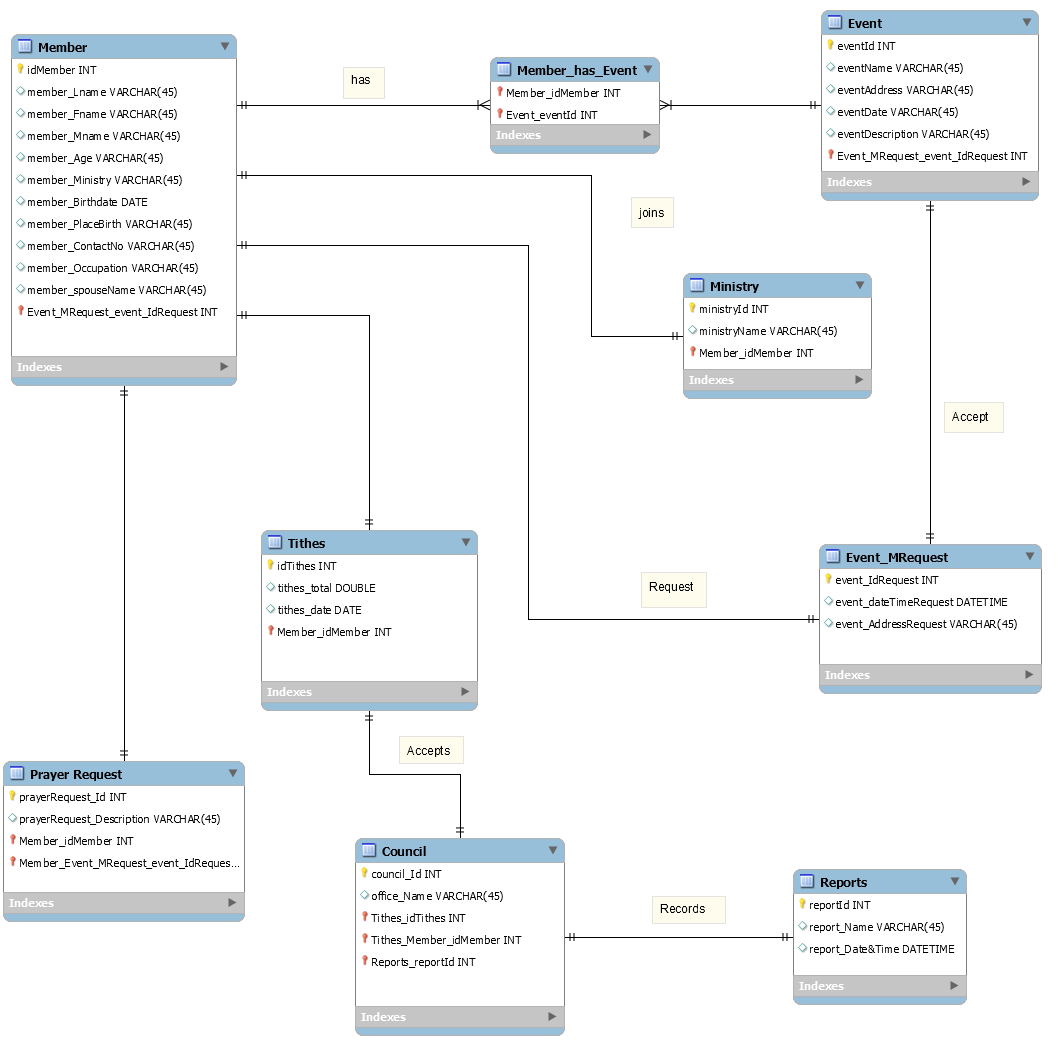 Member
idMember INT
member_Lname VARCHAR(45)
member_Fname VARCHAR(45)
member_Mname VARCHAR(45)
member_Age VARCHAR(45)
member_Ministry VARCHAR(45)
member_Birthdate DATE
member_PlaceBirth VARCHAR(45)
member_ContactNo VARCHAR(45)
member_Occupation VARCHAR(45)
member_spouseName VARCHAR(45)
Event_MRequest_event_IdRequest INT
Indexes
has
Member_has_Event
Member_idMember INT
Event_eventId INT
Indexes
Event
eventId INT
eventName VARCHAR(45)
eventAddress VARCHAR(45)
eventDate VARCHAR(45)
eventDescription VARCHAR(45)
Event_MRequest_event_IdRequest INT
Indexes
joins
Ministry
ministryId INT
ministryName VARCHAR(45)
Member_idMember INT
Indexes
Accept
Tithes
idTithes INT
tithes_total DOUBLE
tithes_date DATE
Member_idMember INT
Indexes
Request
Event_MRequest
event_IdRequest INT
event_dateTimeRequest DATETIME
event_AddressRequest VARCHAR(45)
Indexes
Accepts
Prayer Request
prayerRequest_Id INT
prayerRequest_Description VARCHAR(45)
Member_idMember INT
Member_Event_MRequest_event_IdReques...
Indexes
Council
council_Id INT
office_Name VARCHAR(45)
Tithes_idTithes INT
Tithes_Member_idMember INT
Reports_reportId INT
Indexes
Records
Reports
reportId INT
report_Name VARCHAR(45)
report_Date&Time DATETIME
Indexes